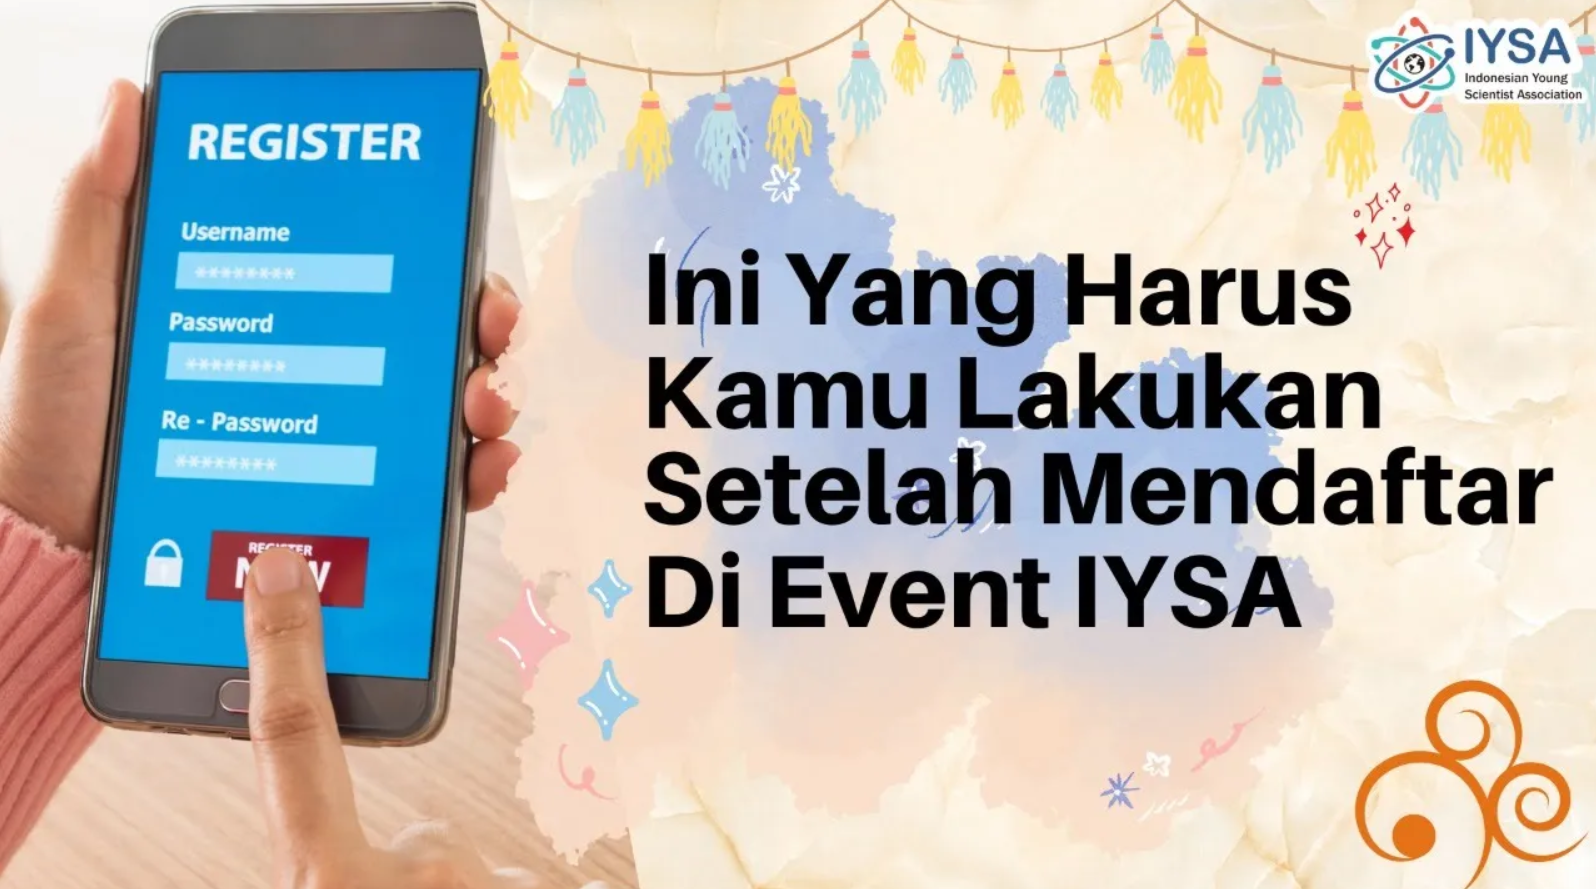 REGISTER
Username
********
Password
********
Re - Password
********
REGISTER
IYSA
Indonesian Young
Scientist Association
Ini Yang Harus
Kamu Lakukan
Setelah Mendaftar
Di Event IYSA